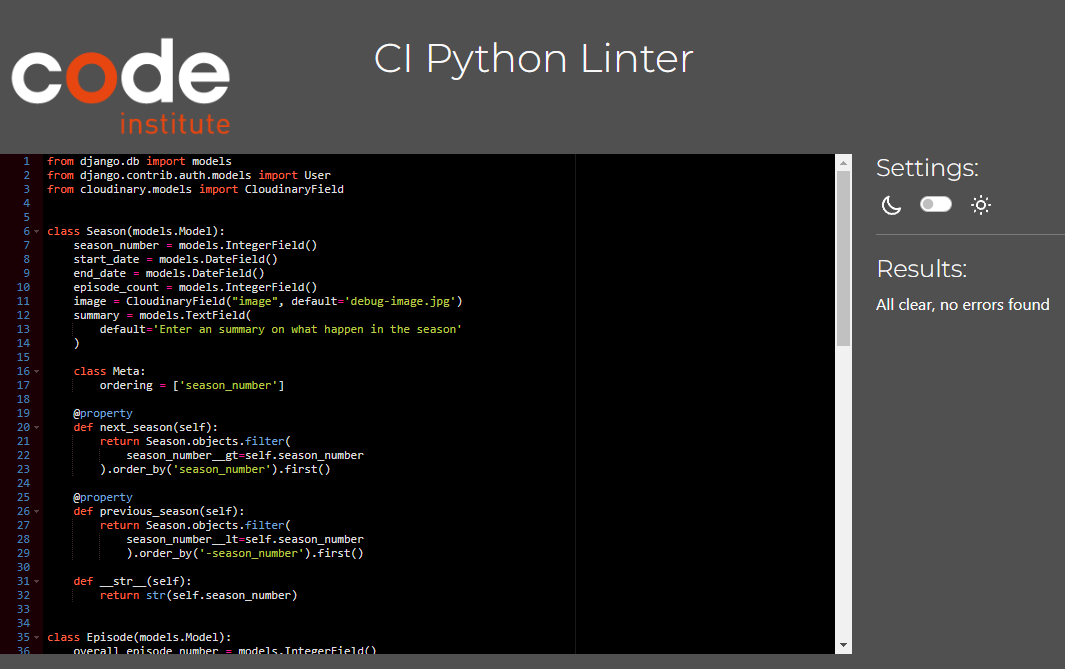 code
institute
CI Python Linter
1 from django.db import models
2 from django.contrib.auth.models import User
3 from cloudinary.models import CloudinaryField
4
5
6 class Season(models.Model):
7     season_number = models.IntegerField()
8     start_date = models.DateField()
9     end_date = models.DateField()
10     episode_count = models.IntegerField()
11     image = CloudinaryField("image", default='debug-image.jpg')
12     summary = models.TextField(
13         default='Enter an summary on what happen in the season'
14     )
15
16     class Meta:
17         ordering = ['season_number']
18
19     @property
20     def next_season(self):
21         return Season.objects.filter(
22             season_number__gt=self.season_number
23         ).order_by('season_number').first()
24
25     @property
26     def previous_season(self):
27         return Season.objects.filter(
28             season_number__lt=self.season_number
29             ).order_by('-season_number').first()
30
31     def __str__(self):
32         return str(self.season_number)
33
34
35 class Episode(models.Model):
36     overall_episode_number = models.IntegerField()
Settings:
Results:
All clear, no errors found